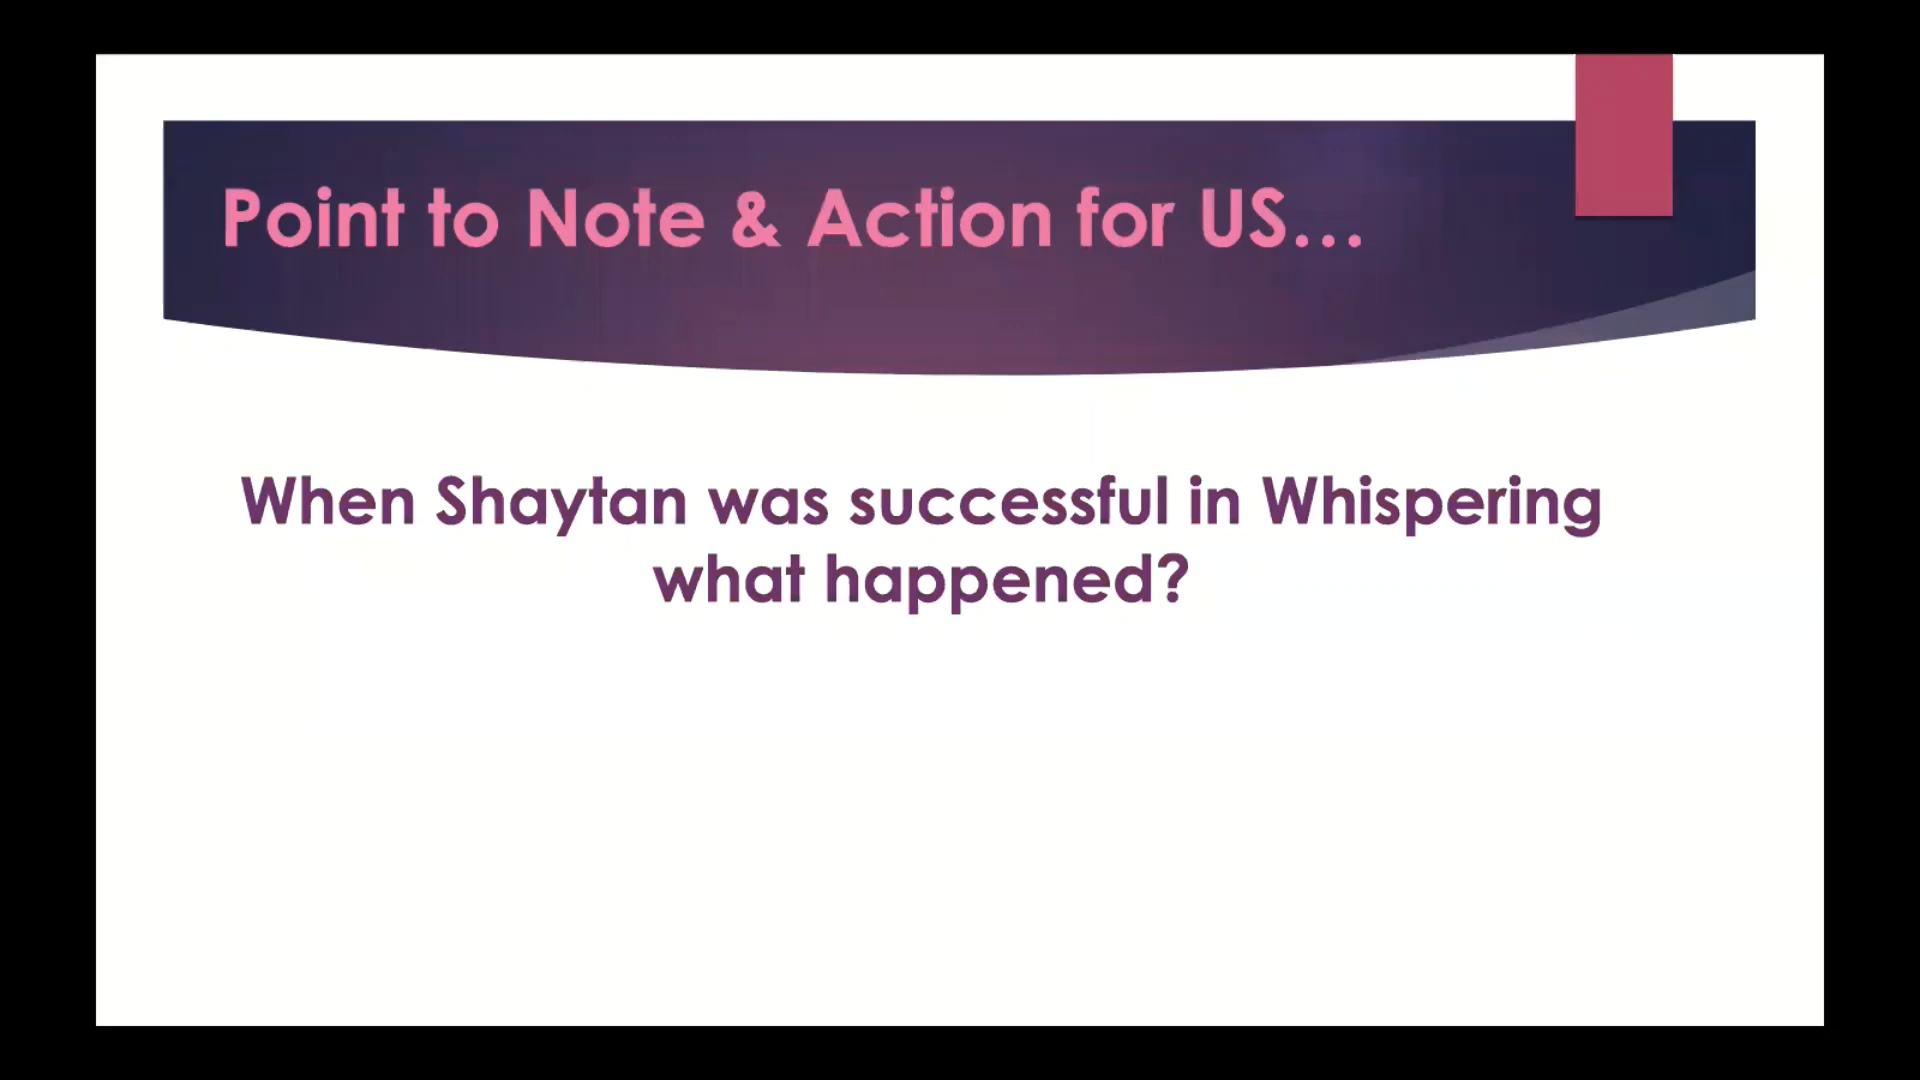 Point to Note & Action for US...
When Shaytan was successful in Whispering
what happened?